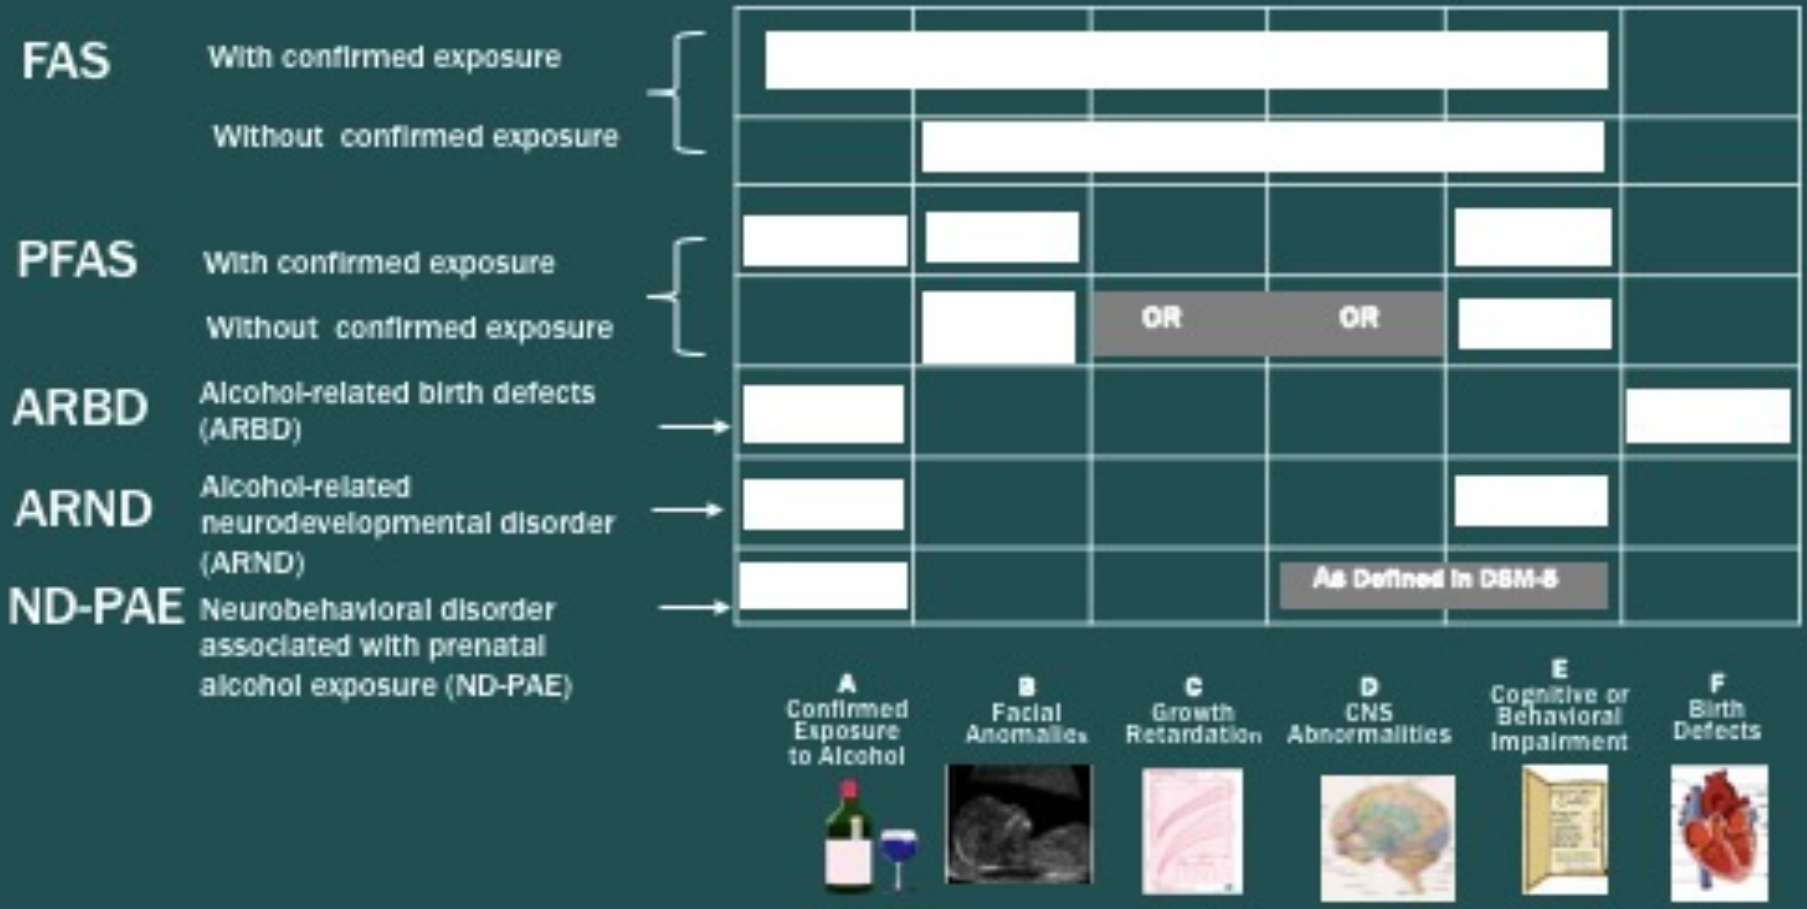 FAS
With confirmed exposure
Without confirmed exposure
PFAS
With confirmed exposure
Without confirmed exposure
OR OR
ARBD
Alcohol-related birth defects
(ARBD)
ARND
Alcohol-related
neurodevelopmental disorder
(ARND)
ND-PAE
Neurobehavioral disorder
associated with prenatal
alcohol exposure (ND-PAE)
As Defined in DSM-5
A
Confirmed
Exposure
to Alcohol
B
Facial
Anomalies
C
Growth
Retardation
D
CNS
Abnormalities
E
Cognitive or
Behavioral
Impairment
F
Birth
Defects